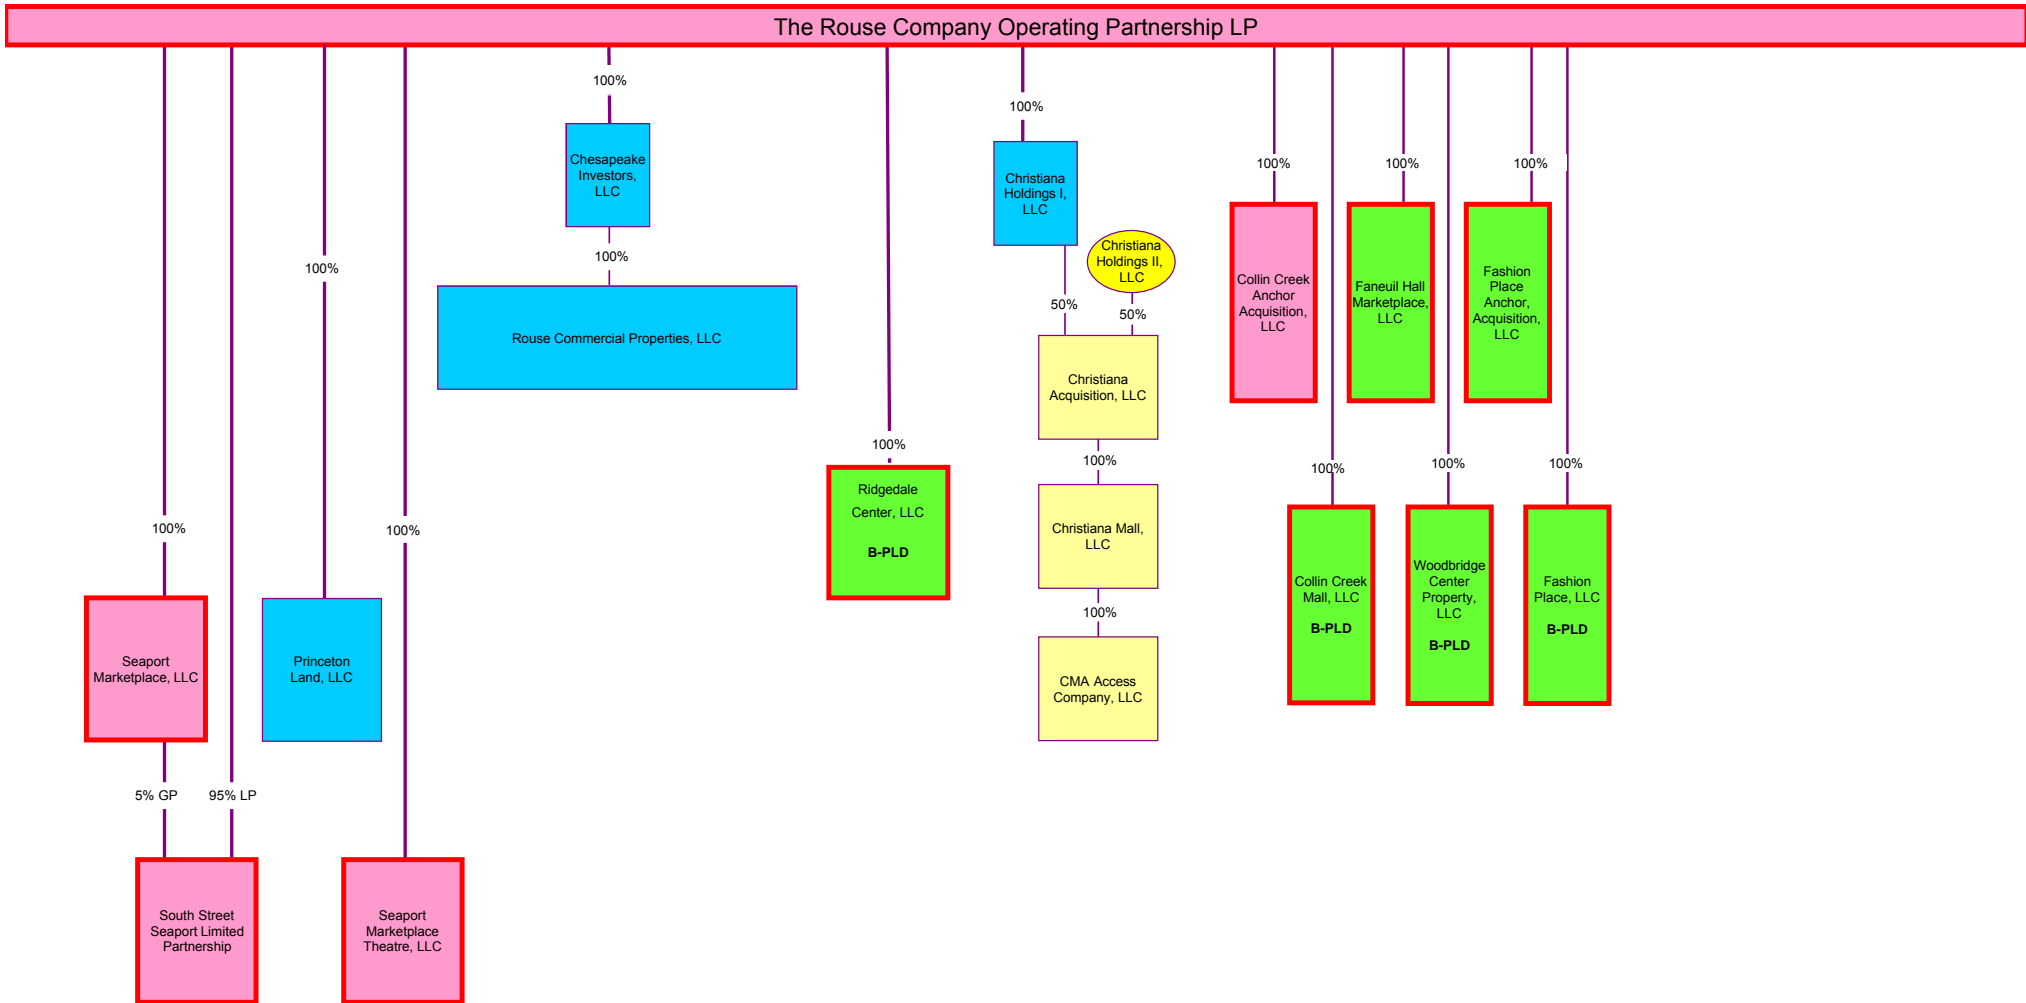 The Rouse Company Operating Partnership LP
100%
Chesapeake
Investors,
LLC
100%
Rouse Commercial Properties, LLC
100%
Christiana
Holdings I,
LLC
Christiana
Holdings II,
LLC
50%
50%
Christiana
Acquisition, LLC
100%
Christiana Mall,
LLC
100%
CMA Access
Company, LLC
100%
Collin Creek
Anchor
Acquisition,
LLC
100%
Faneuil Hall
Marketplace,
LLC
100%
Fashion
Place
Anchor,
Acquisition,
LLC
100%
100%
Ridgedale
Center, LLC
B-PLD
100%
Collin Creek
Mall, LLC
B-PLD
100%
Woodbridge
Center
Property,
LLC
B-PLD
100%
Fashion
Place, LLC
B-PLD
100%
100%
Seaport
Marketplace, LLC
Princeton
Land, LLC
5% GP
95% LP
South Street
Seaport Limited
Partnership
Seaport
Marketplace
Theatre, LLC